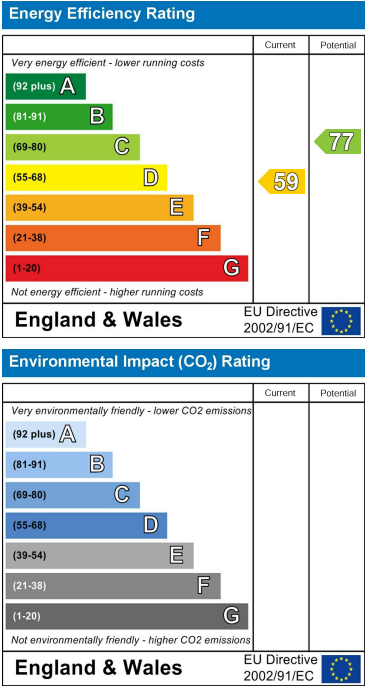 Energy Efficiency Rating
Current Potential
Very energy efficient - lower running costs
(92 plus) A
(81-91) B
(69-80) C
77
(55-68) D
59
(39-54) E
(21-38) F
(1-20) G
Not energy efficient - higher running costs
England & Wales
EU Directive
2002/91/EC
Environmental Impact (CO₂) Rating
Current Potential
Very environmentally friendly - lower CO2 emissions
(92 plus) A
(81-91) B
(69-80) C
(55-68) D
(39-54) E
(21-38) F
(1-20) G
Not environmentally friendly - higher CO2 emissions
England & Wales
EU Directive
2002/91/EC